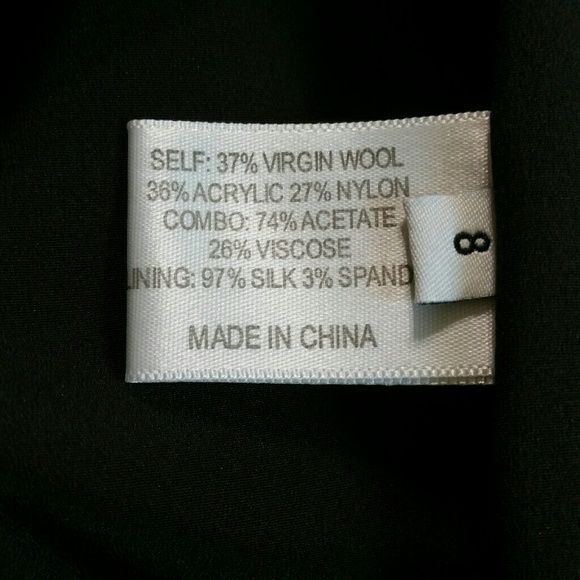 SELF: 37% VIRGIN WOOL
36% ACRYLIC 27% NYLON
COMBO: 74% ACETATE
26% VISCOSE
INING: 97% SILK 3% SPAND
MADE IN CHINA
8